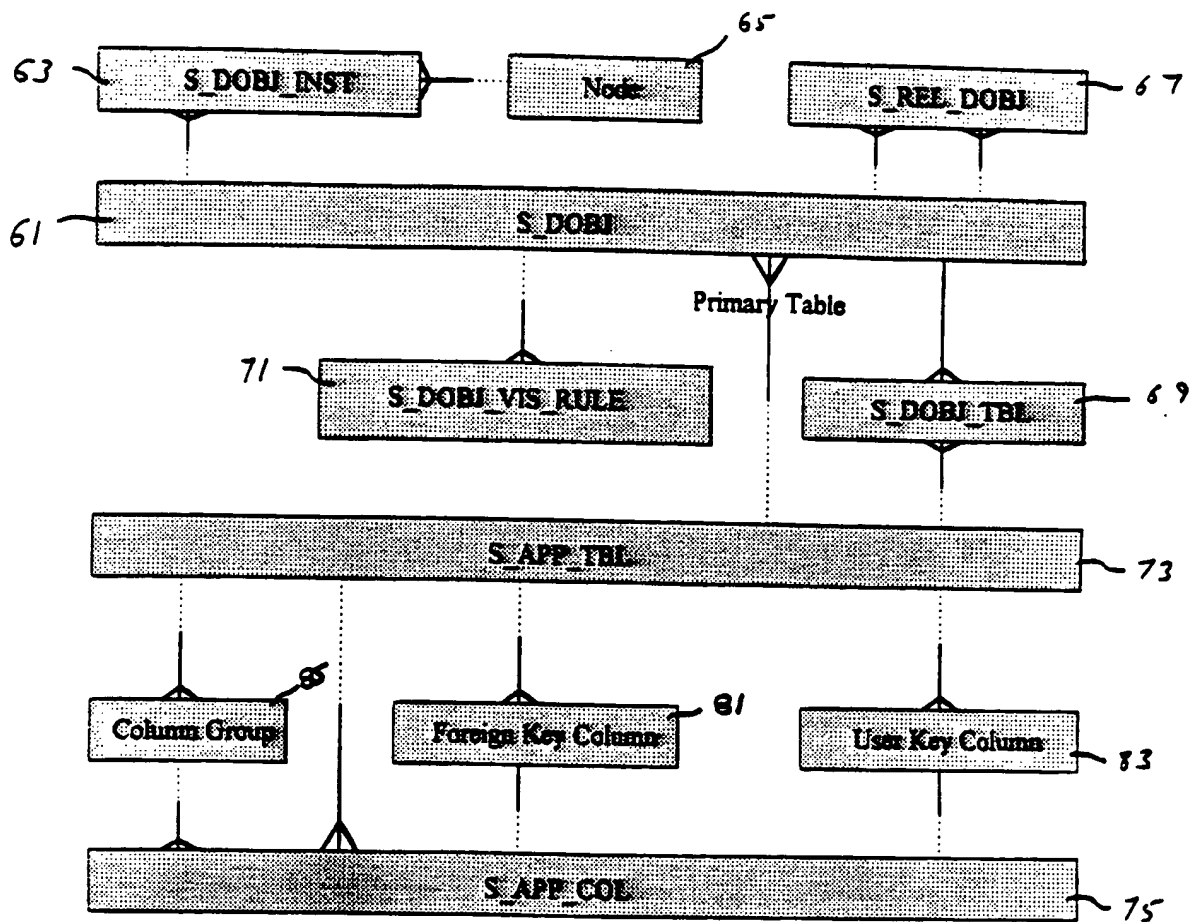 65
63
S_DOBJ_INST
Node
67
S_REL_DOBJ
61
S_DOBJ
Primary Table
71
S_DOBJ_VIS_RULE
69
S_DOBJ_TBL
S_APP_TBL
73
85
81
Column Group
Foreign Key Column
User Key Column
83
S_APP_COL
75